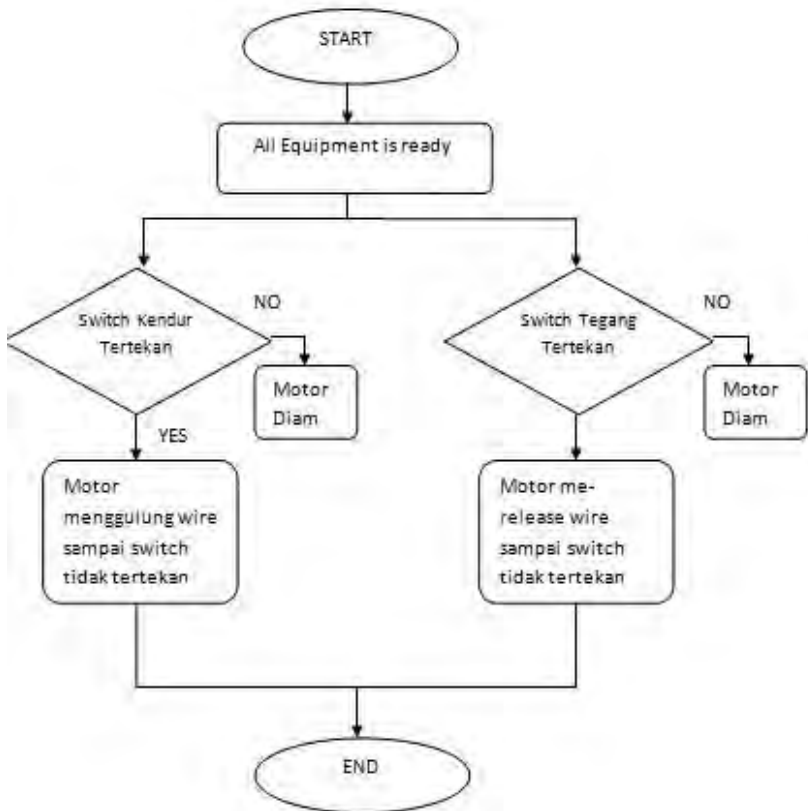 START
All Equipment is ready
Switch Kendur
Tertekan
NO
Motor
Diam
YES
Motor
menggulung wire
sampai switch
tidak tertekan
Switch Tegang
Tertekan
NO
Motor
Diam
Motor me-
release wire
sampai switch
tidak tertekan
END